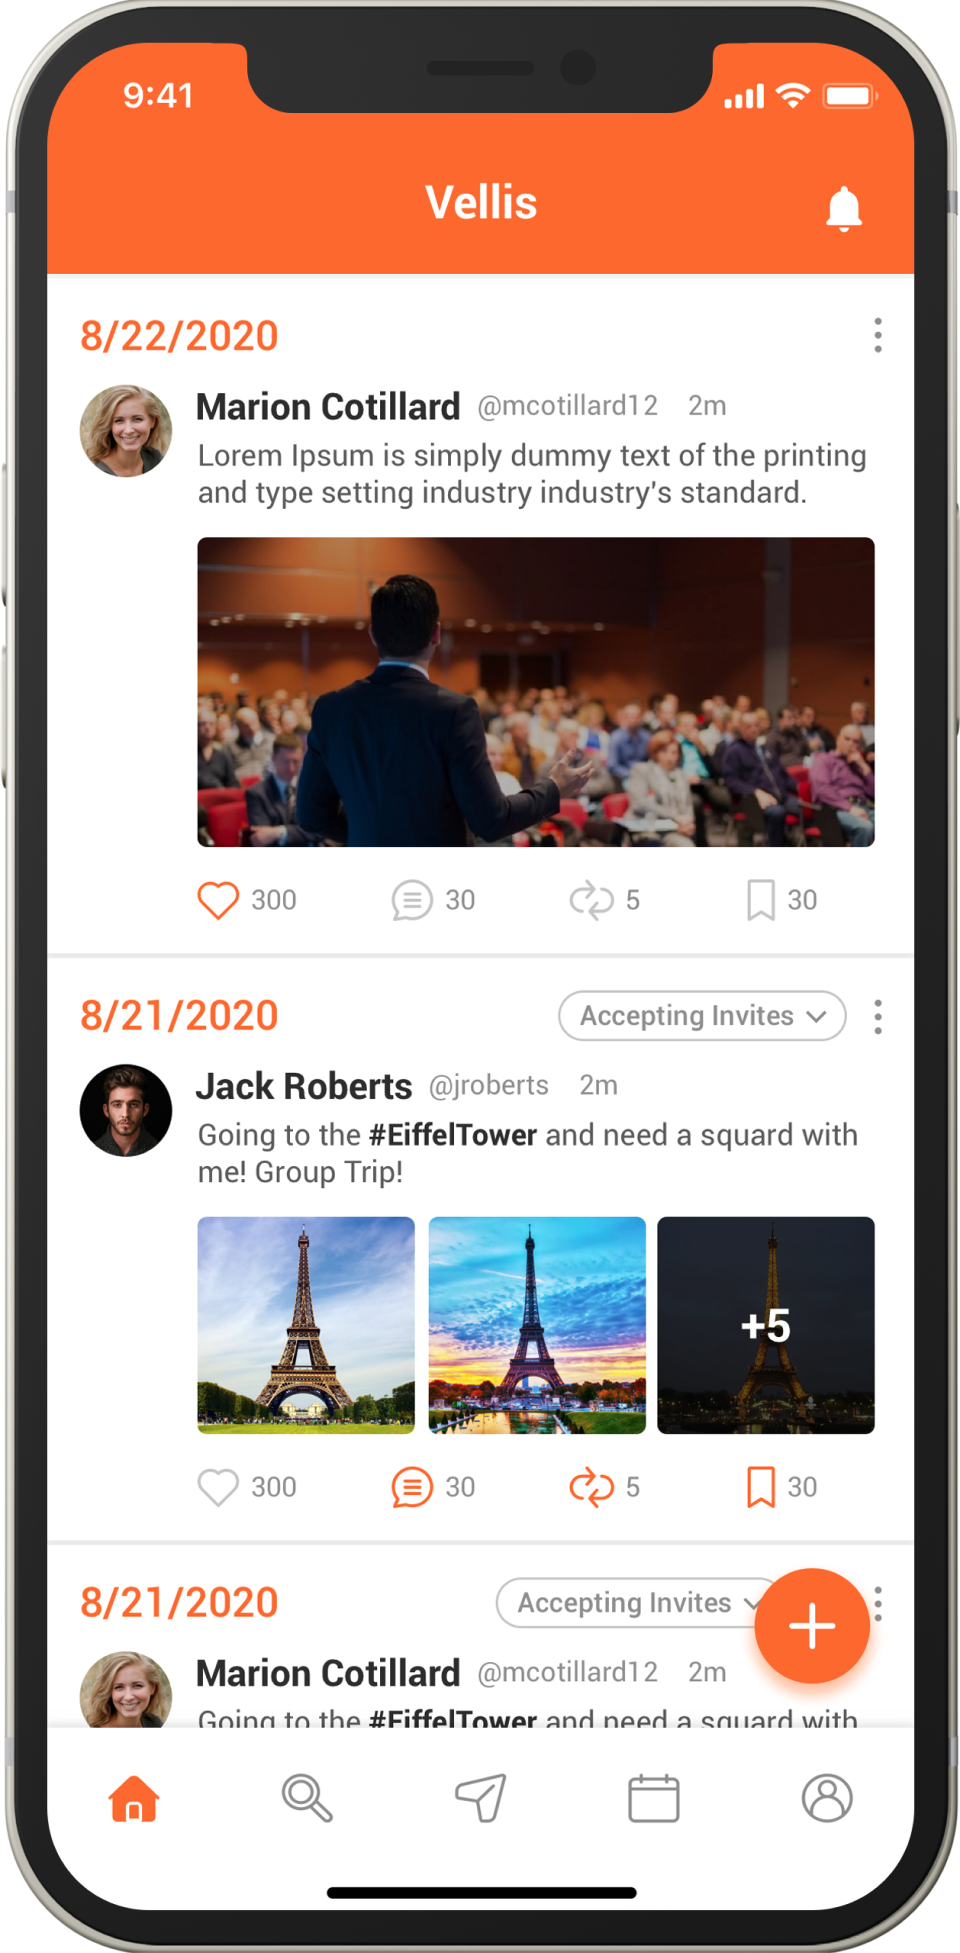 9:41
Vellis
8/22/2020
Marion Cotillard @mcotillard12 2m
Lorem Ipsum is simply dummy text of the printing
and type setting industry industry's standard.
300 30 5 30
8/21/2020 Accepting Invites
Jack Roberts @jroberts 2m
Going to the #EiffelTower and need a squard with
me! Group Trip!
+5
300 30 5 30
8/21/2020 Accepting Invites
Marion Cotillard @mcotillard12 2m
Going to the #EiffelTower and need a squard with